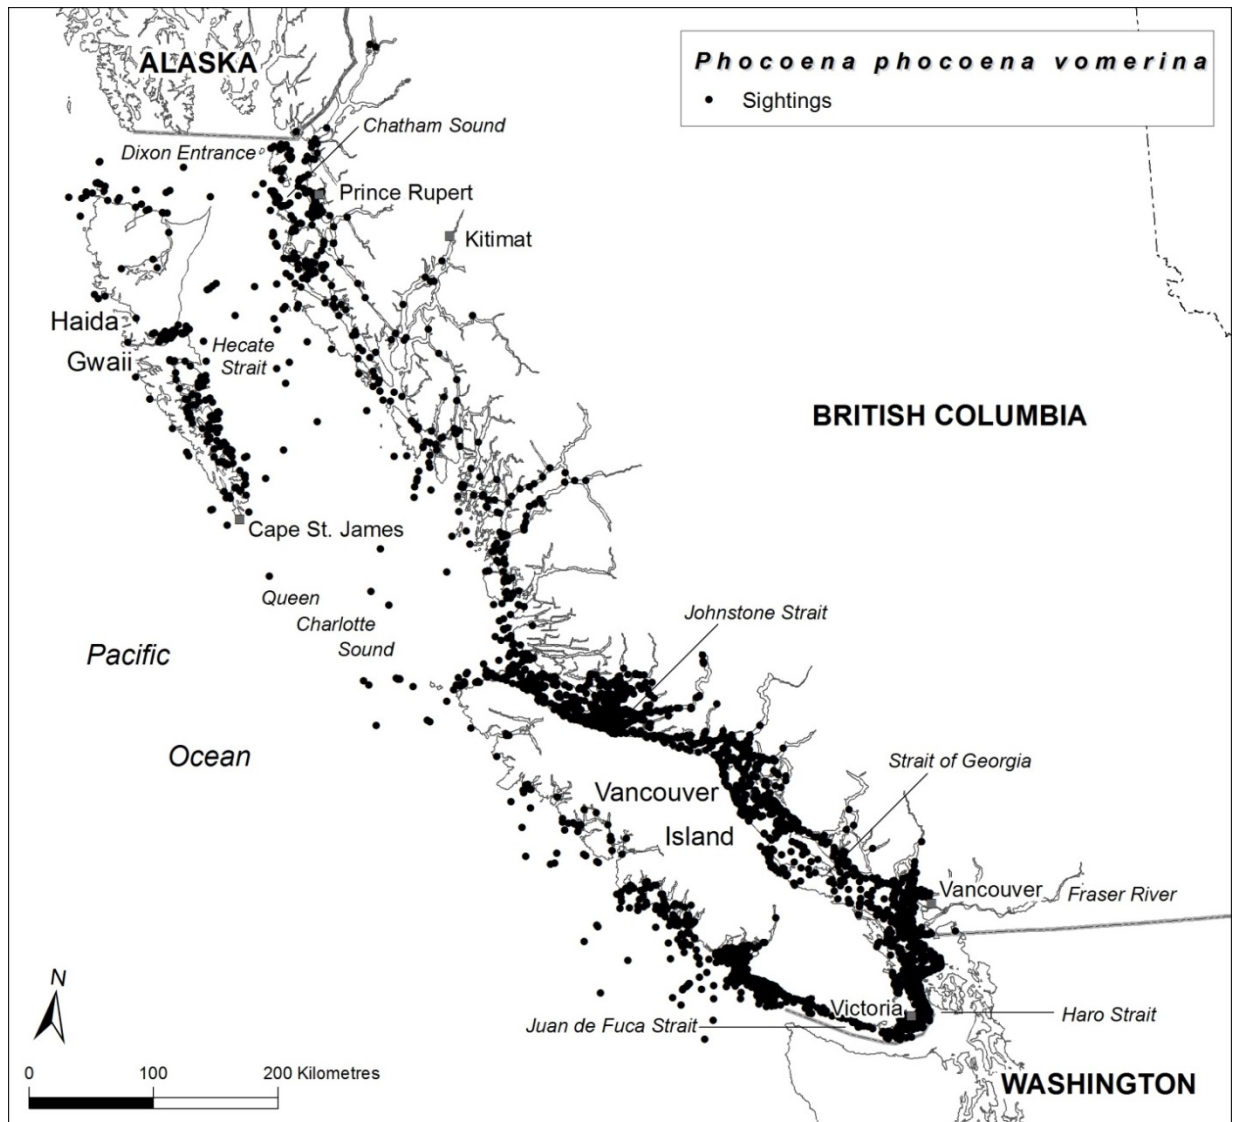 ALASKA
Phocoena phocoena vomerina
Sightings
Chatham Sound
Dixon Entrance
Prince Rupert
Kitimat
Haida
Gwaii
Hecate
Strait
BRITISH COLUMBIA
Cape St. James
Queen
Charlotte
Sound
Johnstone Strait
Pacific
Ocean
Strait of Georgia
Vancouver
Island
Vancouver
Fraser River
Victoria
Haro Strait
Juan de Fuca Strait
N
0 100 200 Kilometres
WASHINGTON